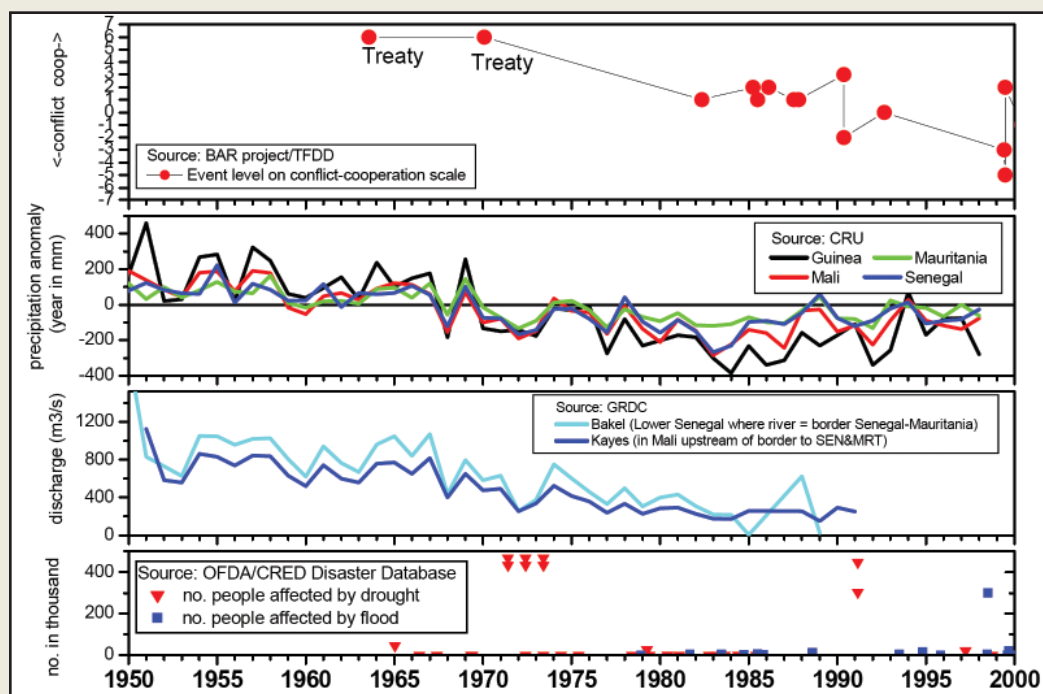 7
6
5
4
3
2
1
0
-1
-2
-3
-4
-5
-6
-7
<-conflict coop->
Treaty
Treaty
Source: BAR project/TFDD
Event level on conflict-cooperation scale
400
200
0
-200
-400
precipitation anomaly
(year in mm)
Source: CRU
Guinea Mauritania
Mali Senegal
1200
800
400
0
discharge (m3/s)
Source: GRDC
Bakel (Lower Senegal where river = border Senegal-Mauritania)
Kayes (in Mali upstream of border to SEN&MRT)
400
200
0
no. in thousand
Source: OFDA/CRED Disaster Database
no. people affected by drought
no. people affected by flood
1950 1955 1960 1965 1970 1975 1980 1985 1990 1995 2000